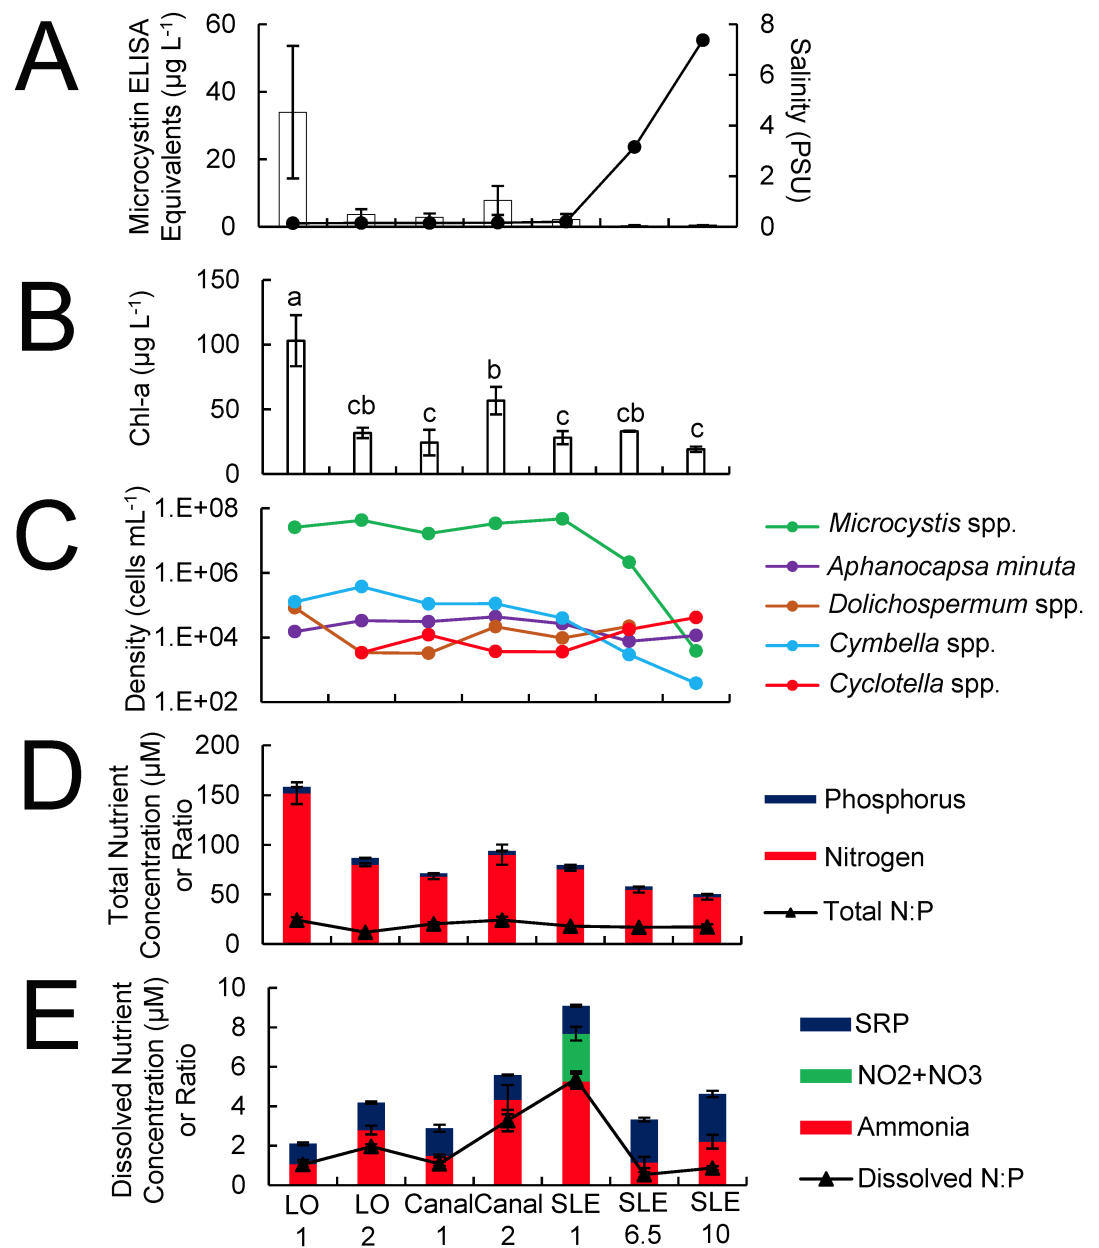 A
Microcystin ELISA
Equivalents (µg L-1)
60
40
20
0
8
6
4
2
0
Salinity (PSU)
B
Chl-a (µg L-1)
150
100
50
0
a
cb
c
b
c
cb
c
C
Density (cells mL-1)
1.E+08
1.E+06
1.E+04
1.E+02
Microcystis spp.
Aphanocapsa minuta
Dolichospermum spp.
Cymbella spp.
Cyclotella spp.
D
Total Nutrient
Concentration (µM)
or Ratio
200
150
100
50
0
Phosphorus
Nitrogen
Total N:P
E
Dissolved Nutrient
Concentration (µM)
or Ratio
10
8
6
4
2
0
SRP
NO2+NO3
Ammonia
Dissolved N:P
LO
1
LO
2
Canal
1
Canal
2
SLE
1
SLE
6.5
SLE
10